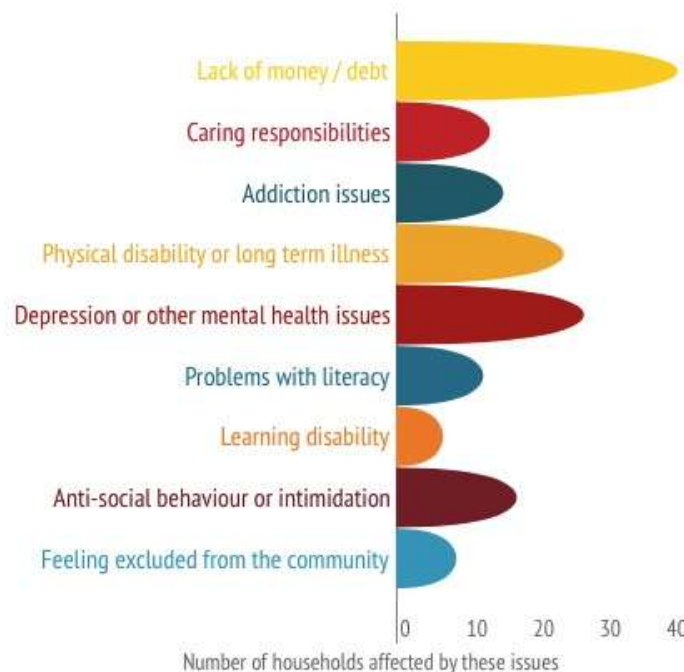 Lack of money / debt
Caring responsibilities
Addiction issues
Physical disability or long term illness
Depression or other mental health issues
Problems with literacy
Learning disability
Anti-social behaviour or intimidation
Feeling excluded from the community
0 10 20 30 40
Number of households affected by these issues